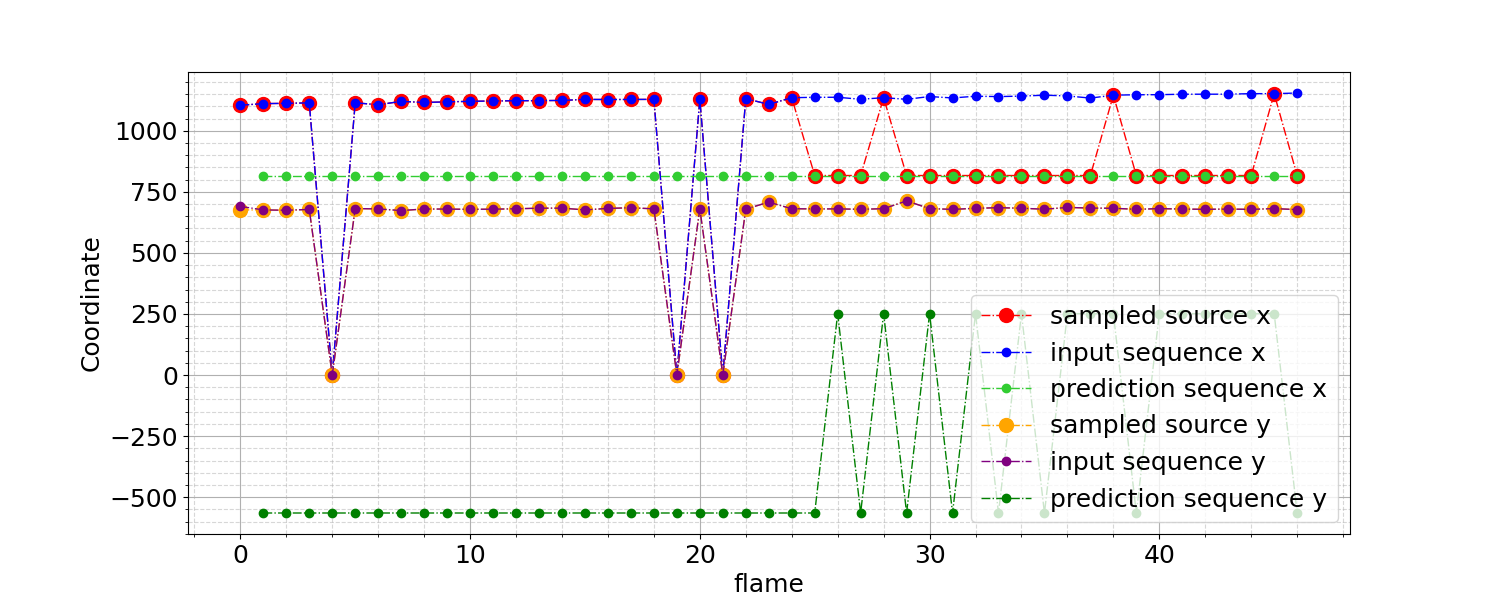 1000
750
500
250
0
−250
−500
Coordinate
0
10
20
30
40
flame
sampled source x
input sequence x
prediction sequence x
sampled source y
input sequence y
prediction sequence y